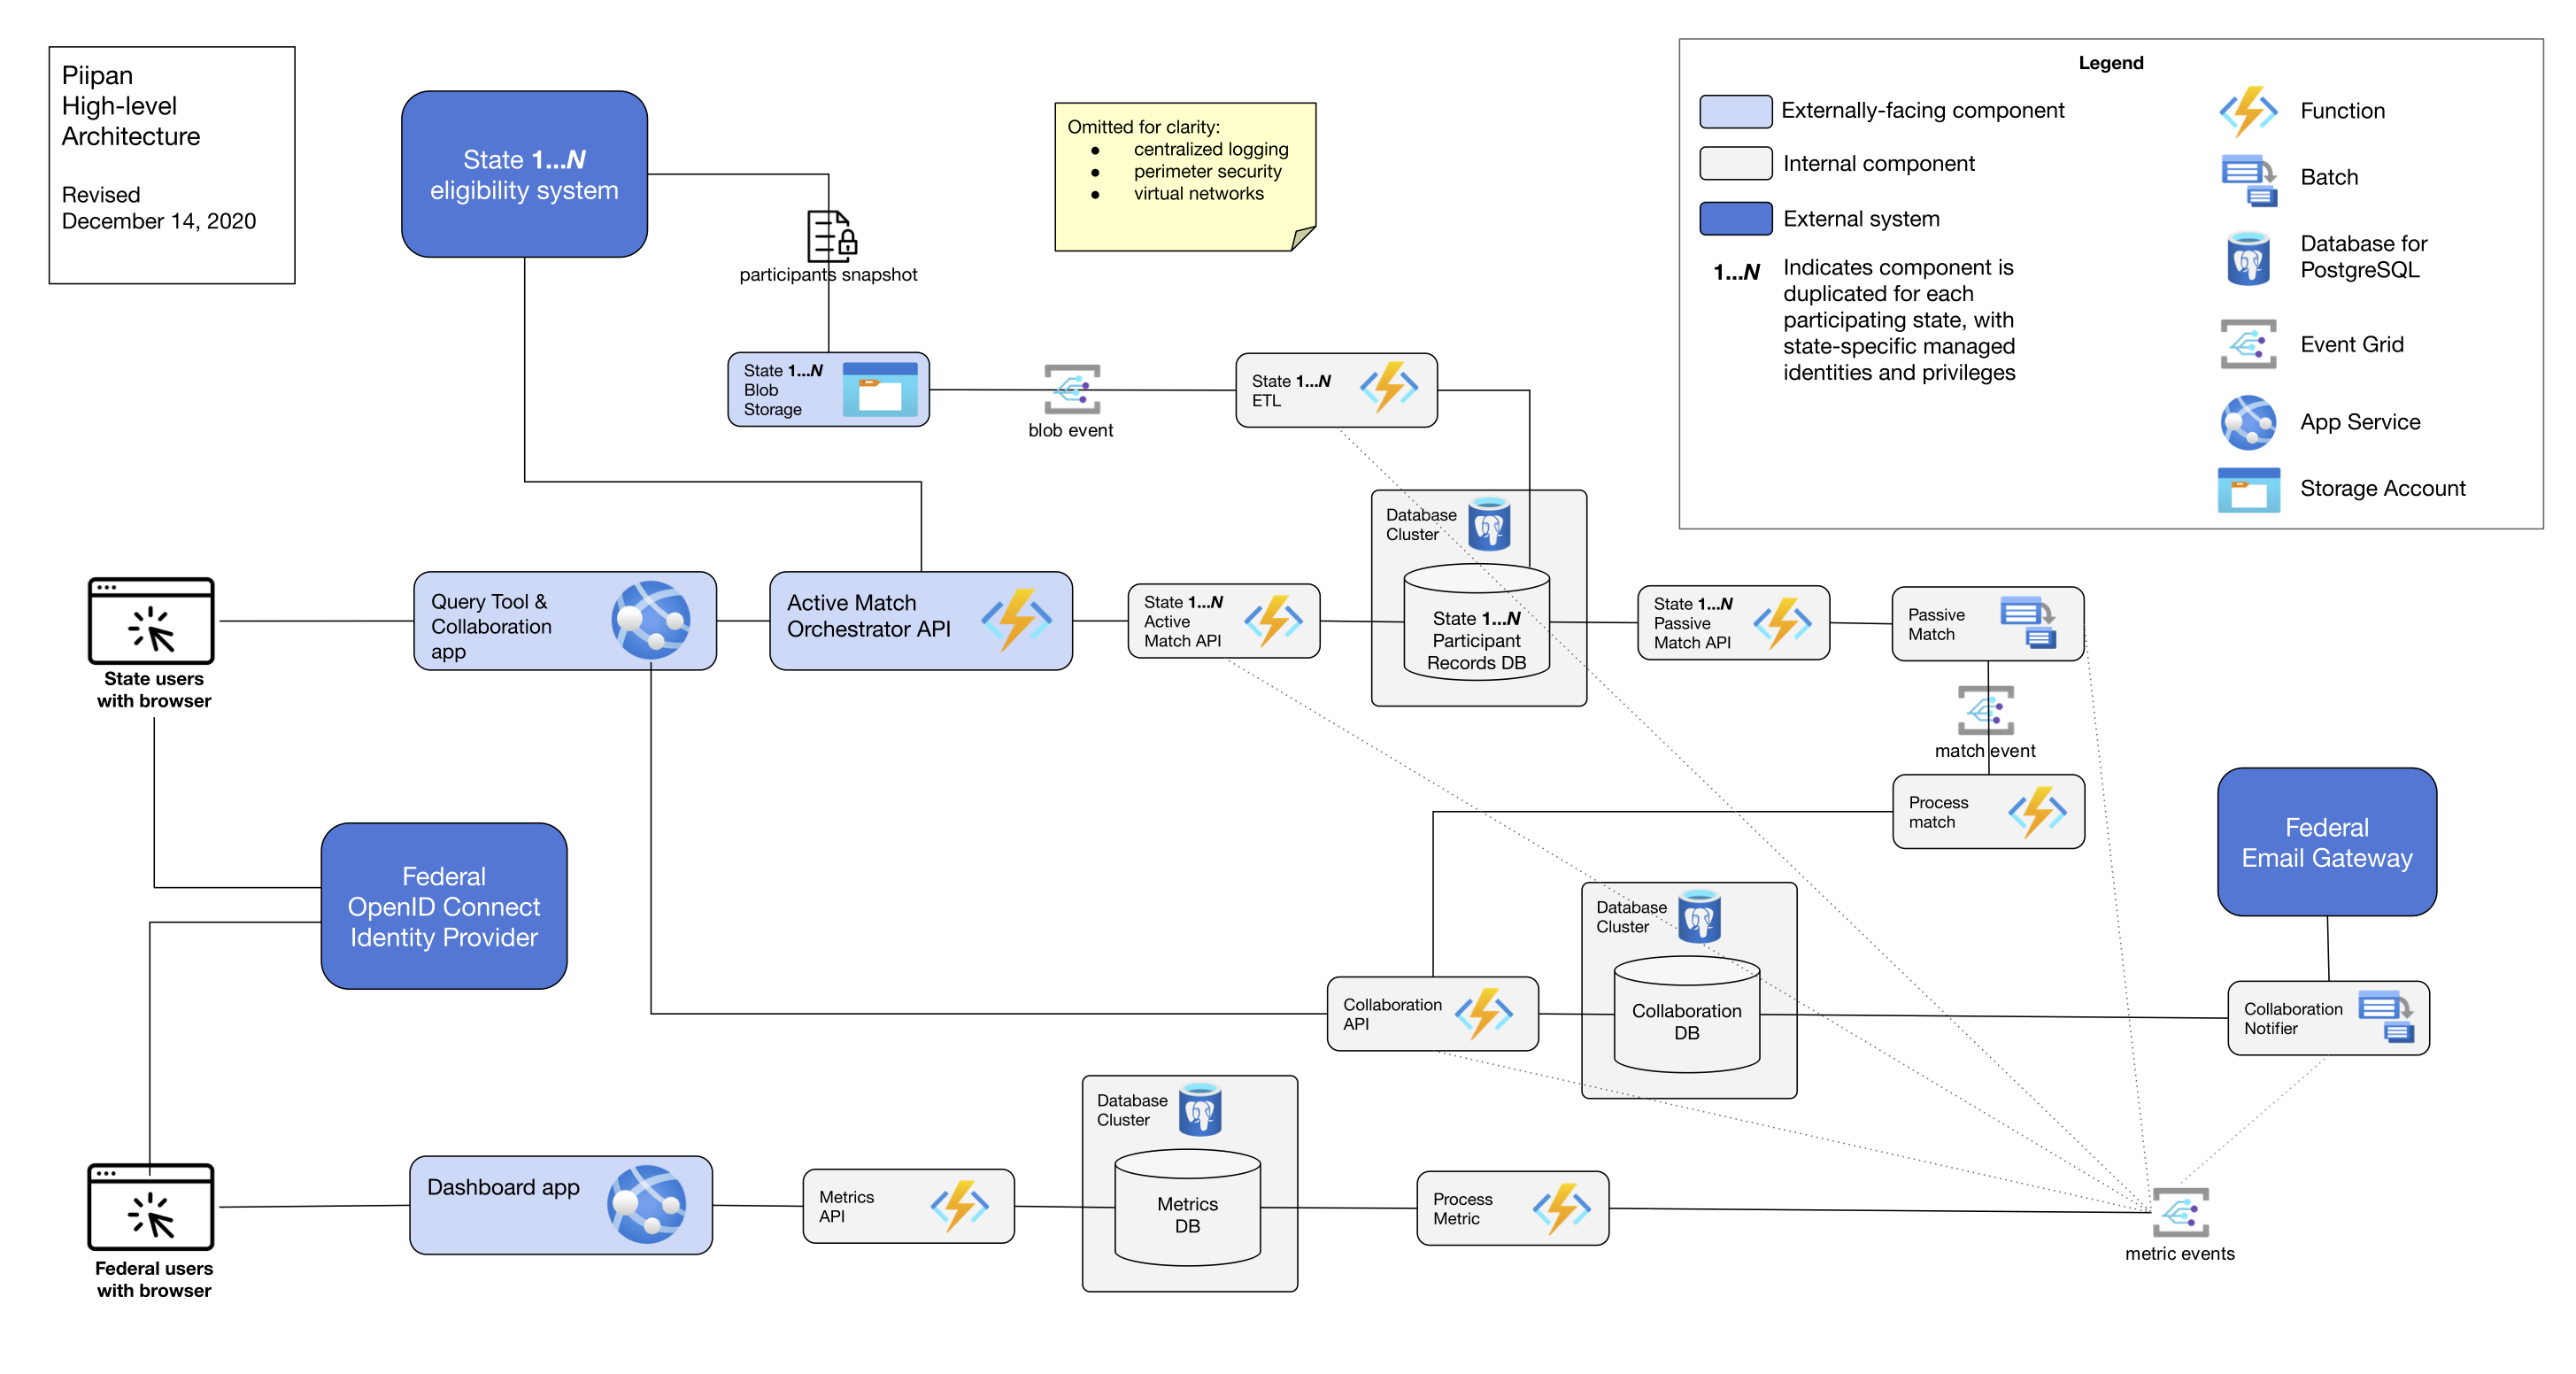 Piipan
High-level
Architecture
Revised
December 14, 2020
State 1...N
eligibility system
participants snapshot
Omitted for clarity:
● centralized logging
● perimeter security
● virtual networks
Legend
Externally-facing component
Internal component
External system
1...N
Indicates component is
duplicated for each
participating state, with
state-specific managed
identities and privileges
Function
Batch
Database for
PostgreSQL
Event Grid
App Service
Storage Account
State 1...N
Blob
Storage
blob event
State 1...N
ETL
Database
Cluster
State 1...N
Participant
Records DB
State users
with browser
Query Tool &
Collaboration
app
Active Match
Orchestrator API
State 1...N
Active
Match API
State 1...N
Passive
Match API
Passive
Match
match event
Process
match
Federal
Email Gateway
Federal
OpenID Connect
Identity Provider
Database
Cluster
Collaboration
DB
Collaboration
API
Collaboration
Notifier
Database
Cluster
Metrics
DB
Federal users
with browser
Dashboard app
Metrics
API
Process
Metric
metric events